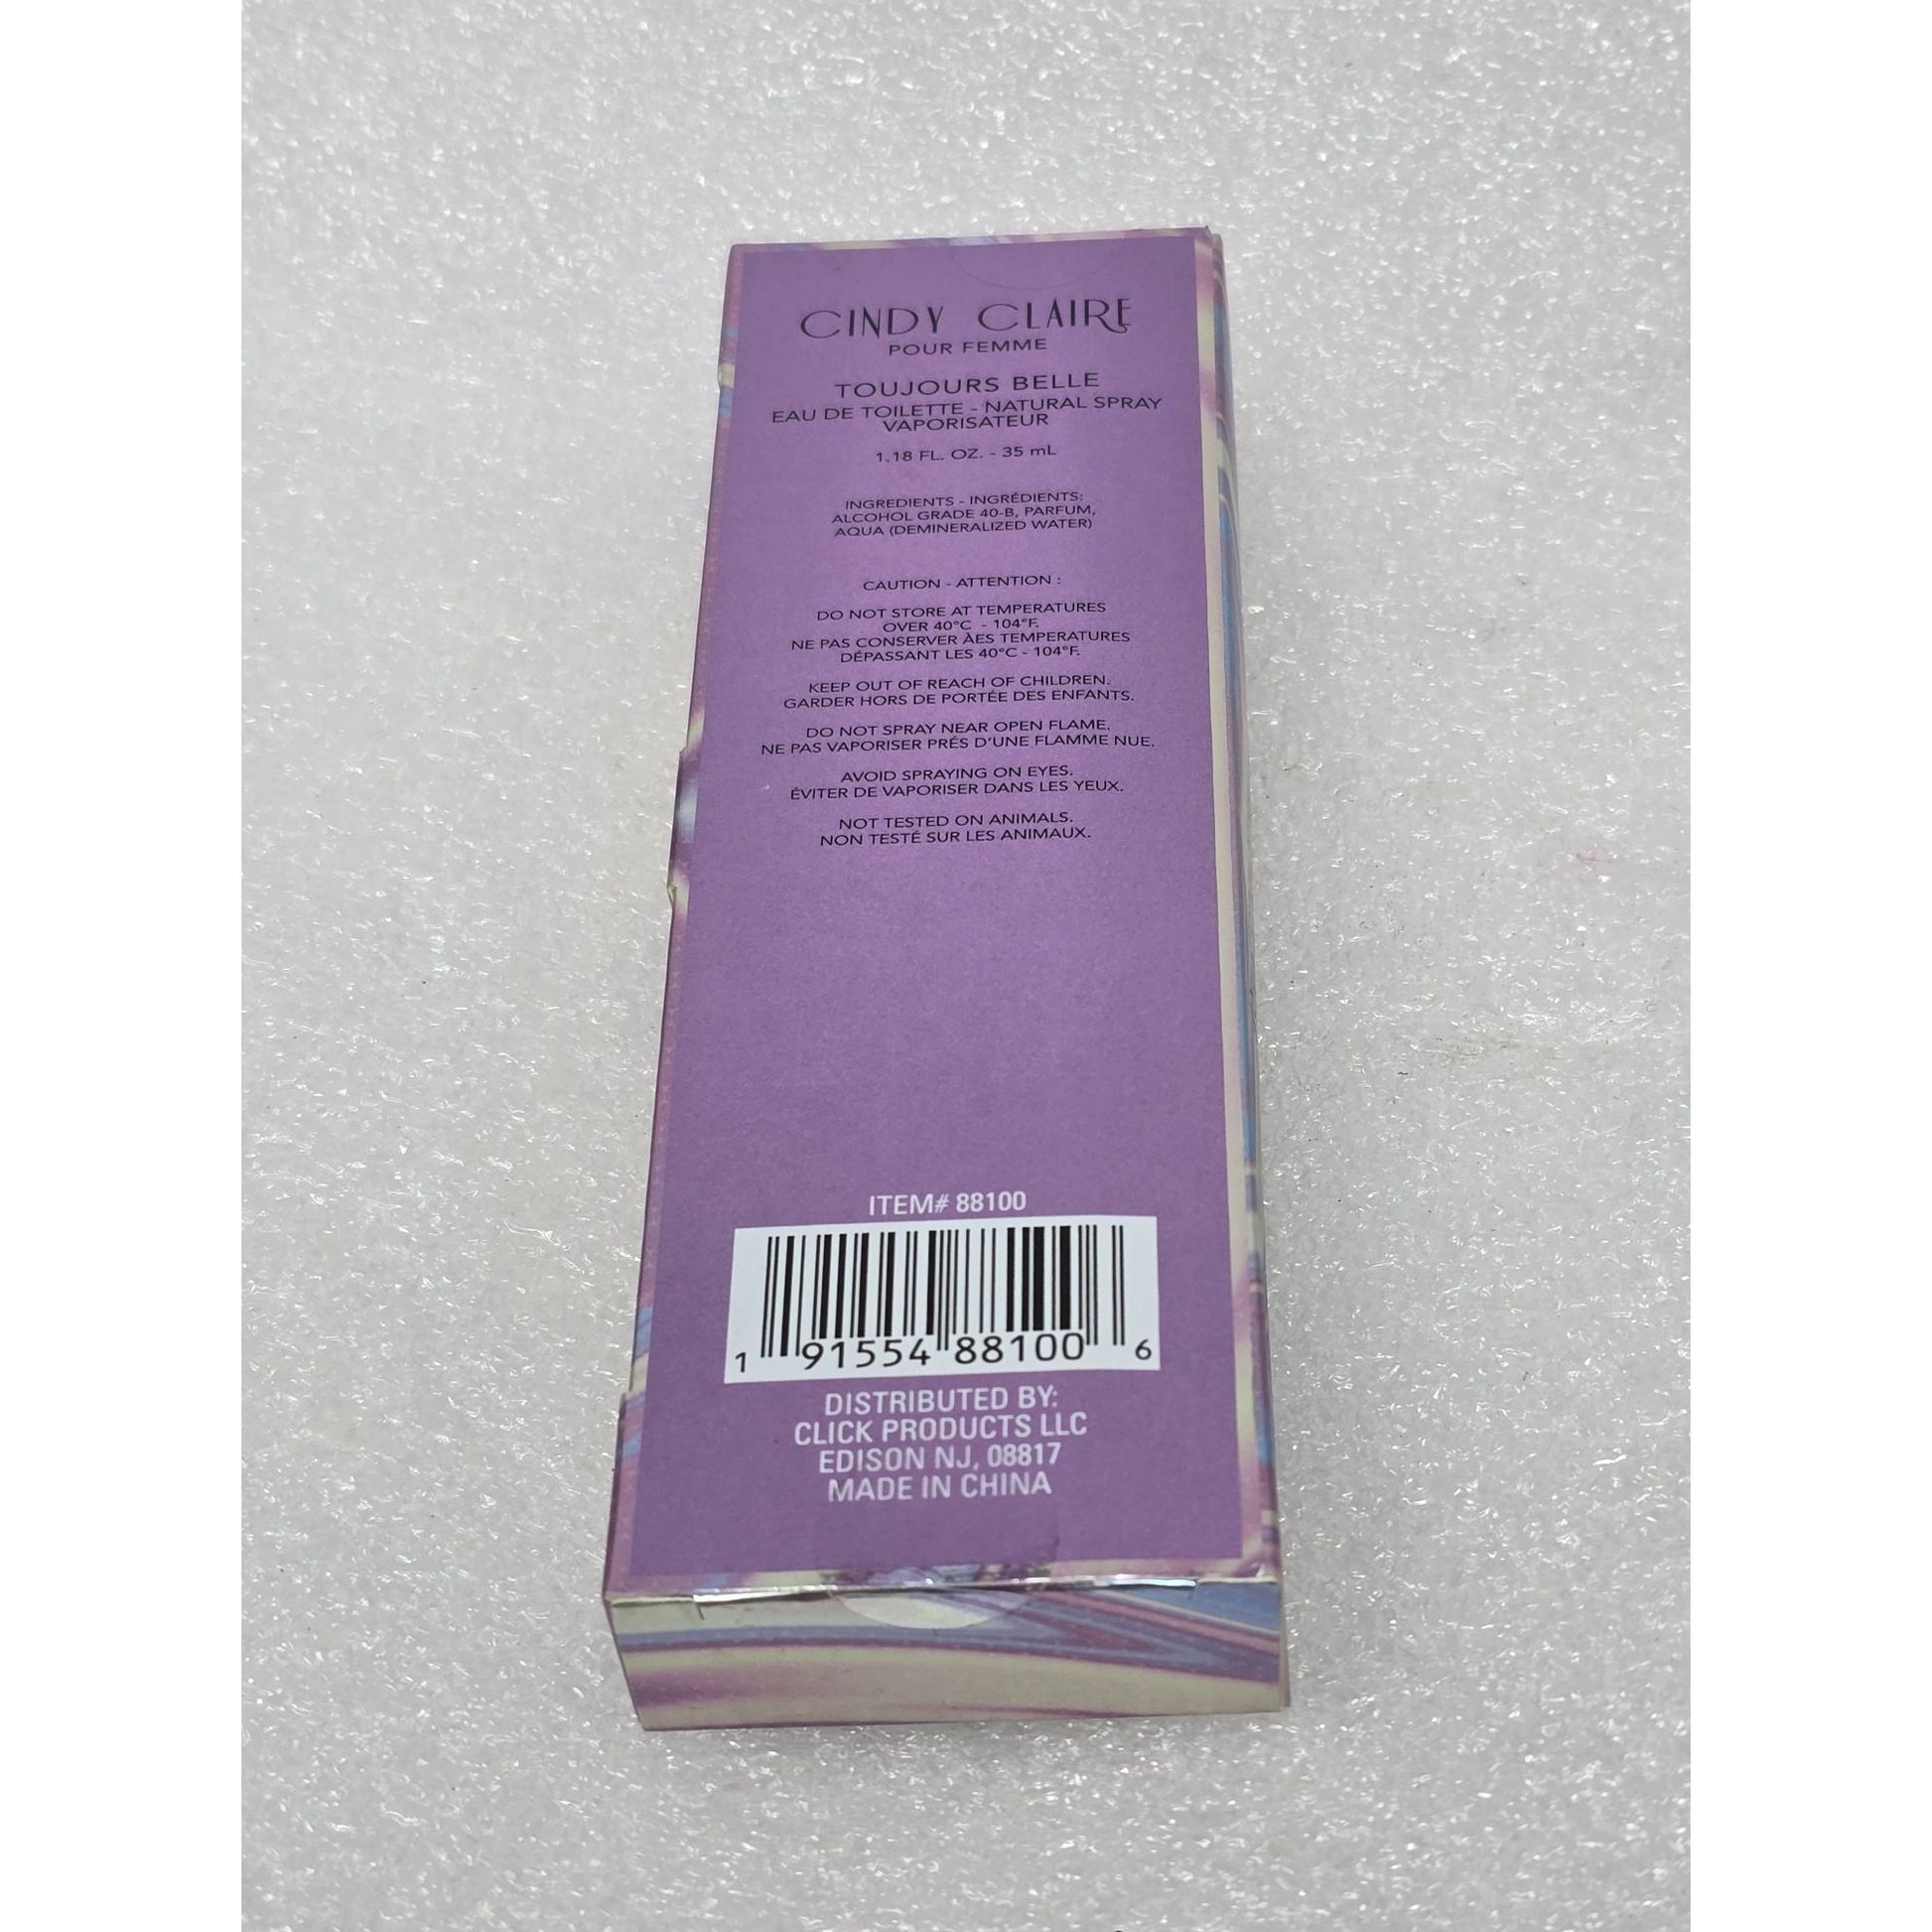 CINDY CLAIRE
POUR FEMME
TOUJOURS BELLE
EAU DE TOILETTE - NATURAL SPRAY
VAPORISATEUR
1.18 FL. OZ. - 35 mL
INGREDIENTS - INGRÉDIENTS:
ALCOHOL GRADE 40-B, PARFUM,
AQUA (DEMINERALIZED WATER)
CAUTION - ATTENTION :
DO NOT STORE AT TEMPERATURES
OVER 40°C - 104°F.
NE PAS CONSERVER ÀES TEMPERATURES
DÉPASSANT LES 40°C - 104°F.
KEEP OUT OF REACH OF CHILDREN.
GARDER HORS DE PORTÉE DES ENFANTS.
DO NOT SPRAY NEAR OPEN FLAME.
NE PAS VAPORISER PRÉS D'UNE FLAMME NUE.
AVOID SPRAYING ON EYES.
ÉVITER DE VAPORISER DANS LES YEUX.
NOT TESTED ON ANIMALS.
NON TESTÉ SUR LES ANIMAUX.
ITEM# 88100
1 91554 88100 6
DISTRIBUTED BY:
CLICK PRODUCTS LLC
EDISON NJ, 08817
MADE IN CHINA